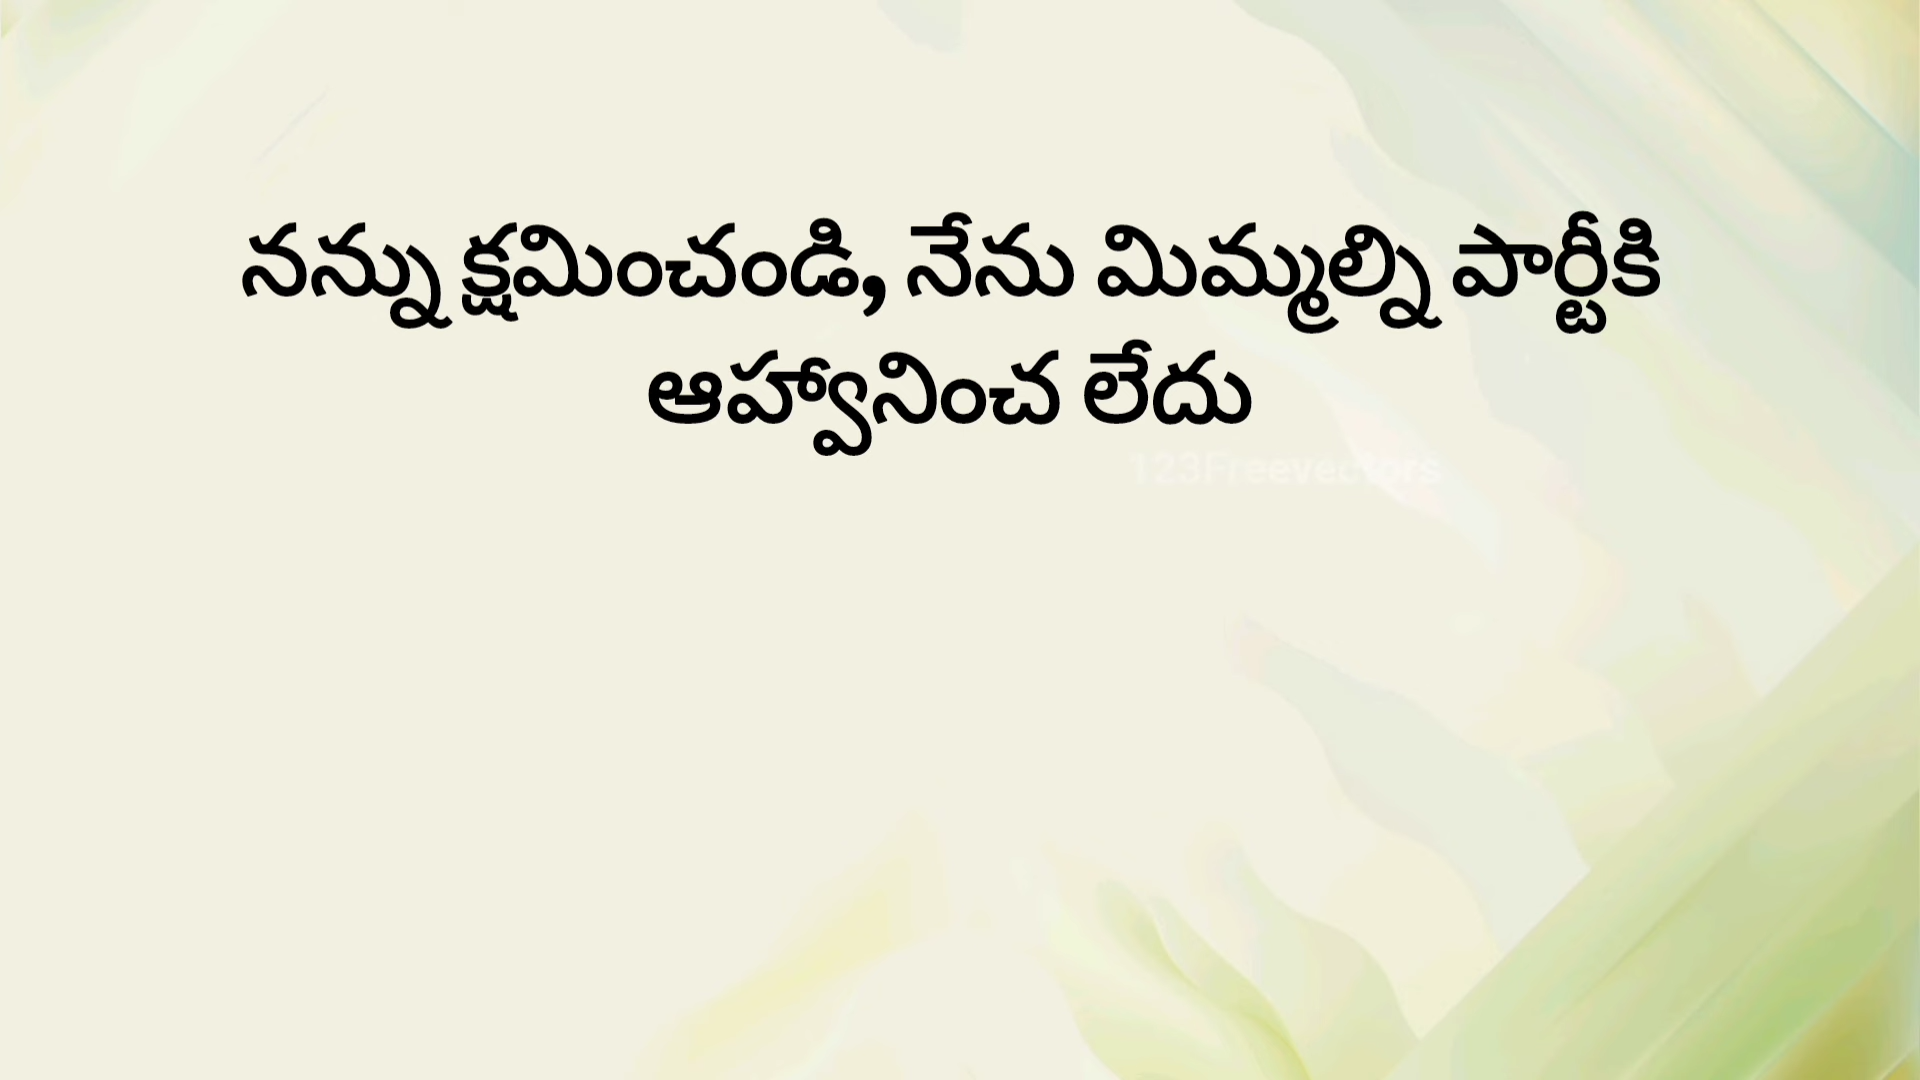 నన్ను క్షమించండి, నేను మిమ్మల్ని పార్టీకి
ఆహ్వానించ లేదు
123Freevectors